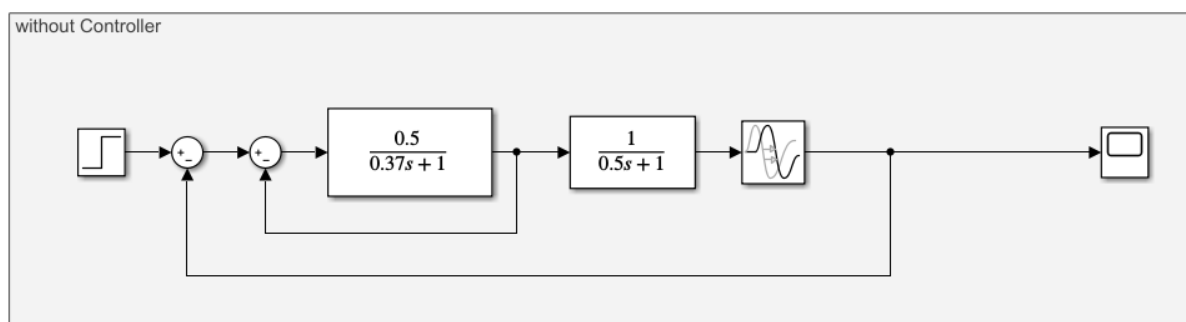 without Controller
+
−
+
−
0.5
0.37s + 1
1
0.5s + 1